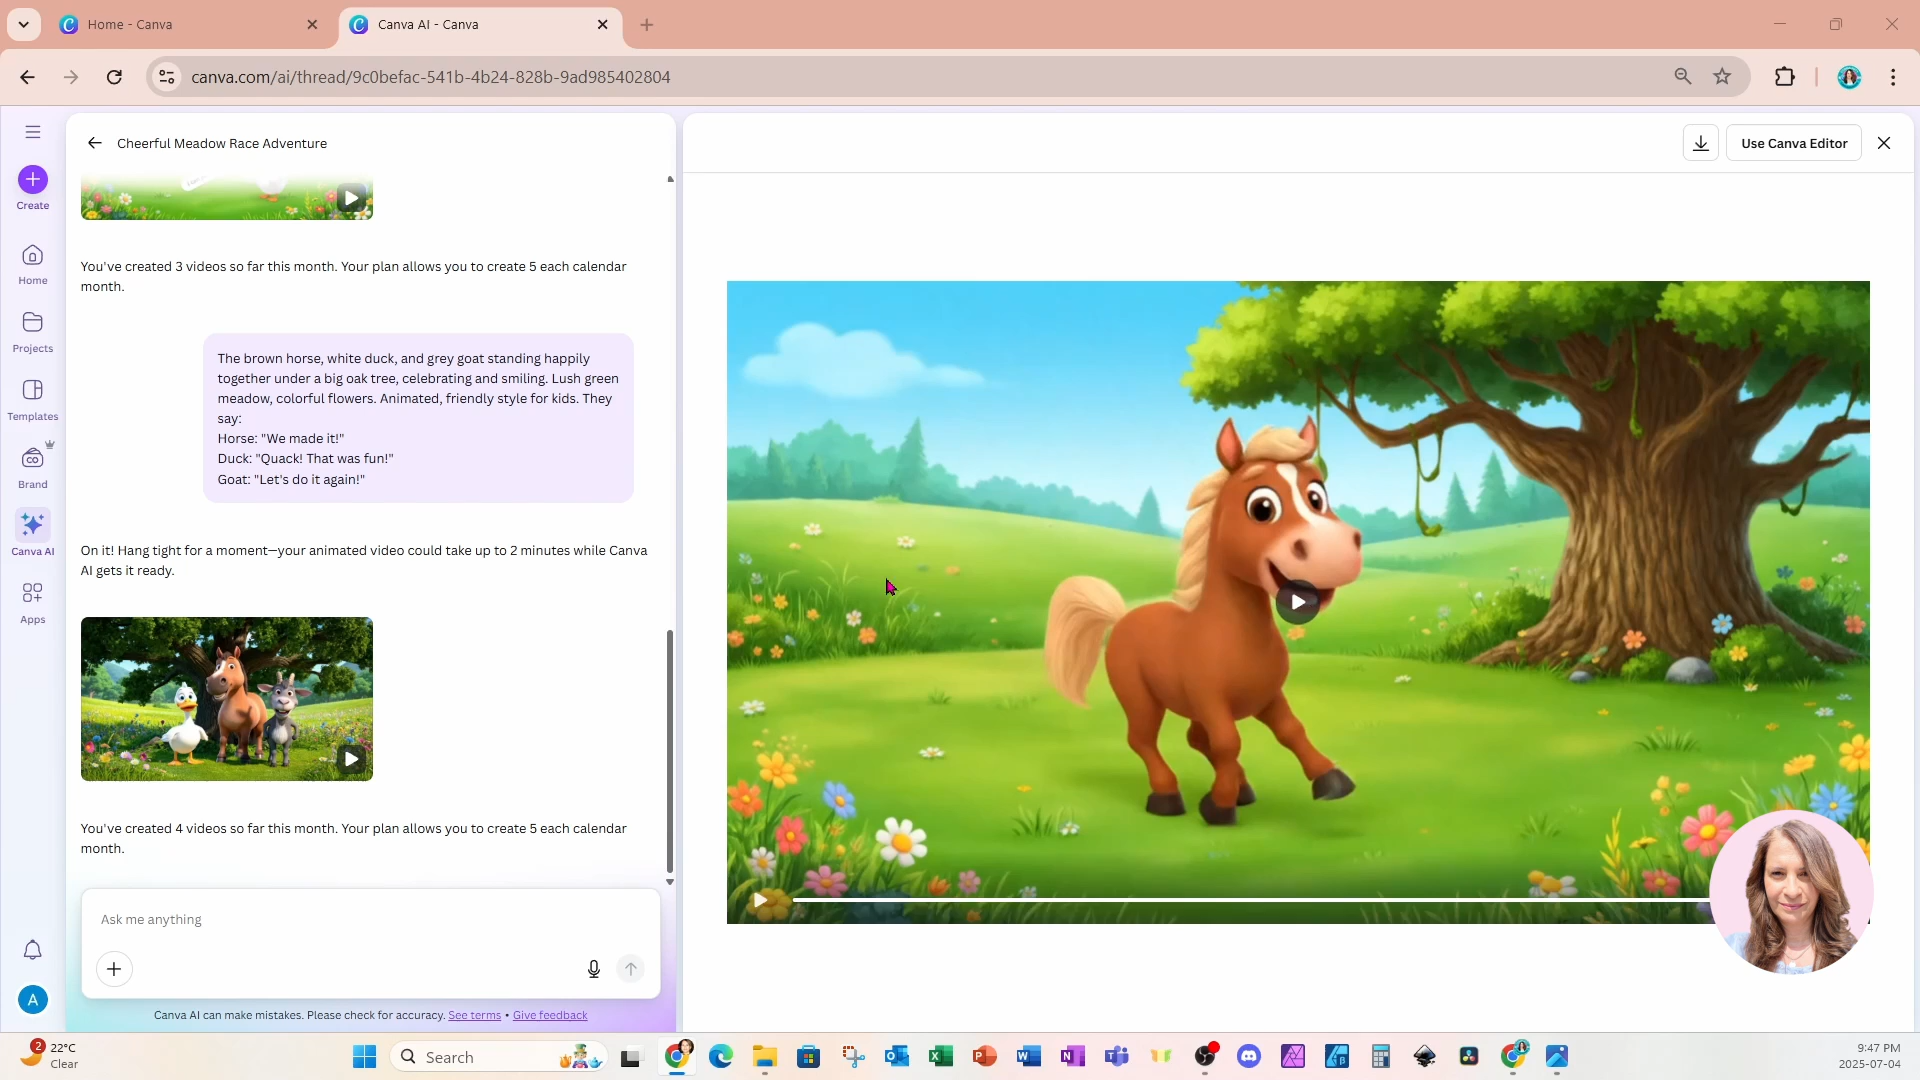 Home - Canva
Canva AI - Canva
canva.com/ai/thread/9c0befac-541b-4b24-828b-9ad985402804
Create
Home
Projects
Templates
Brand
Canva AI
Apps
A
Cheerful Meadow Race Adventure
You've created 3 videos so far this month. Your plan allows you to create 5 each calendar
month.
The brown horse, white duck, and grey goat standing happily
together under a big oak tree, celebrating and smiling. Lush green
meadow, colorful flowers. Animated, friendly style for kids. They
say:
Horse: "We made it!"
Duck: "Quack! That was fun!"
Goat: "Let's do it again!"
On it! Hang tight for a moment—your animated video could take up to 2 minutes while Canva
AI gets it ready.
You've created 4 videos so far this month. Your plan allows you to create 5 each calendar
month.
Ask me anything
Canva AI can make mistakes. Please check for accuracy. See terms • Give feedback
Use Canva Editor
2
22°C
Clear
Search
9:47 PM
2025-07-04